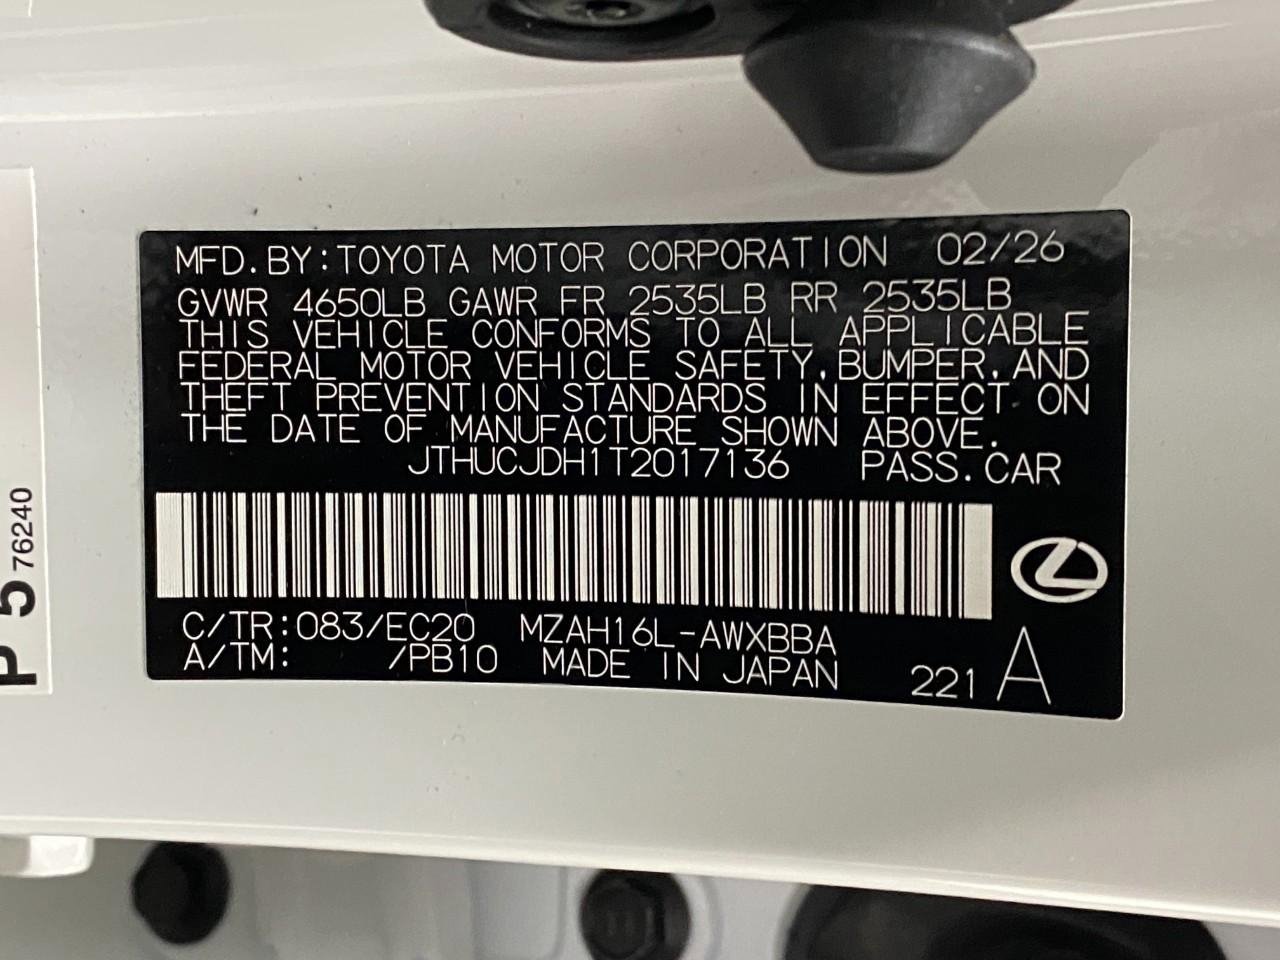 MFD.BY:TOYOTA MOTOR CORPORATION 02/26
GVWR 4650LB GAWR FR 2535LB RR 2535LB
THIS VEHICLE CONFORMS TO ALL APPLICABLE
FEDERAL MOTOR VEHICLE SAFETY,BUMPER,AND
THEFT PREVENTION STANDARDS IN EFFECT ON
THE DATE OF MANUFACTURE SHOWN ABOVE.
JTHUCJDH1T2017136 PASS.CAR
C/TR:083/EC20 MZAH16L-AWXBBA
A/TM: /PB10 MADE IN JAPAN 221 A
P 5 76240